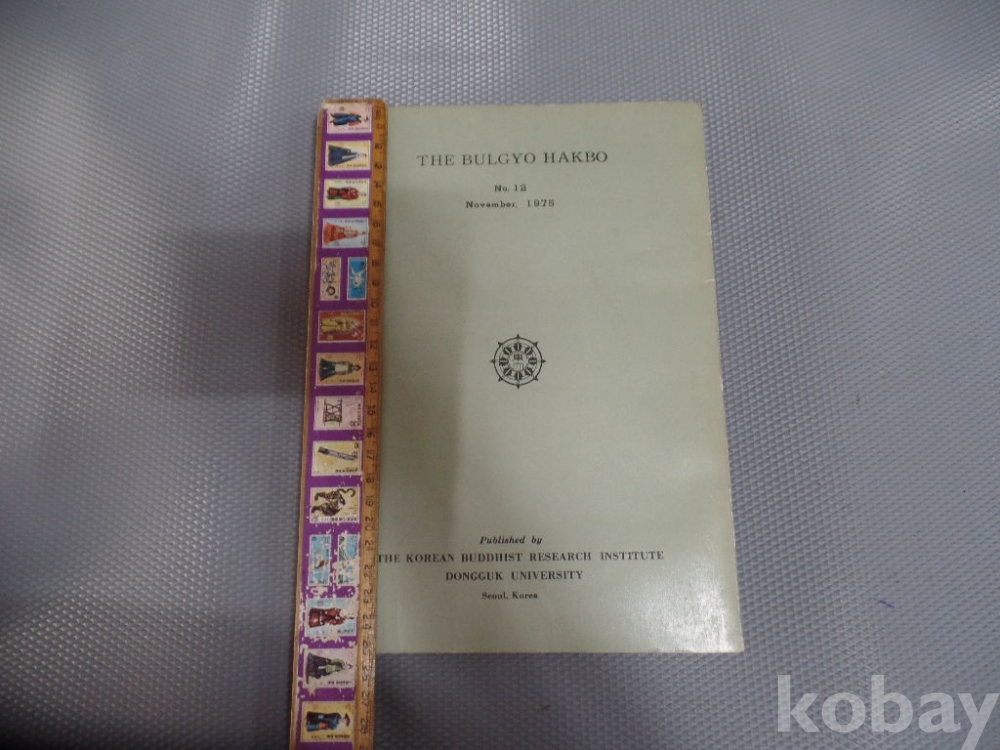 THE BULGYO HAKBO
No. 12
November, 1975
Published by
THE KOREAN BUDDHIST RESEARCH INSTITUTE
DONGGUK UNIVERSITY
Seoul, Korea
kobay